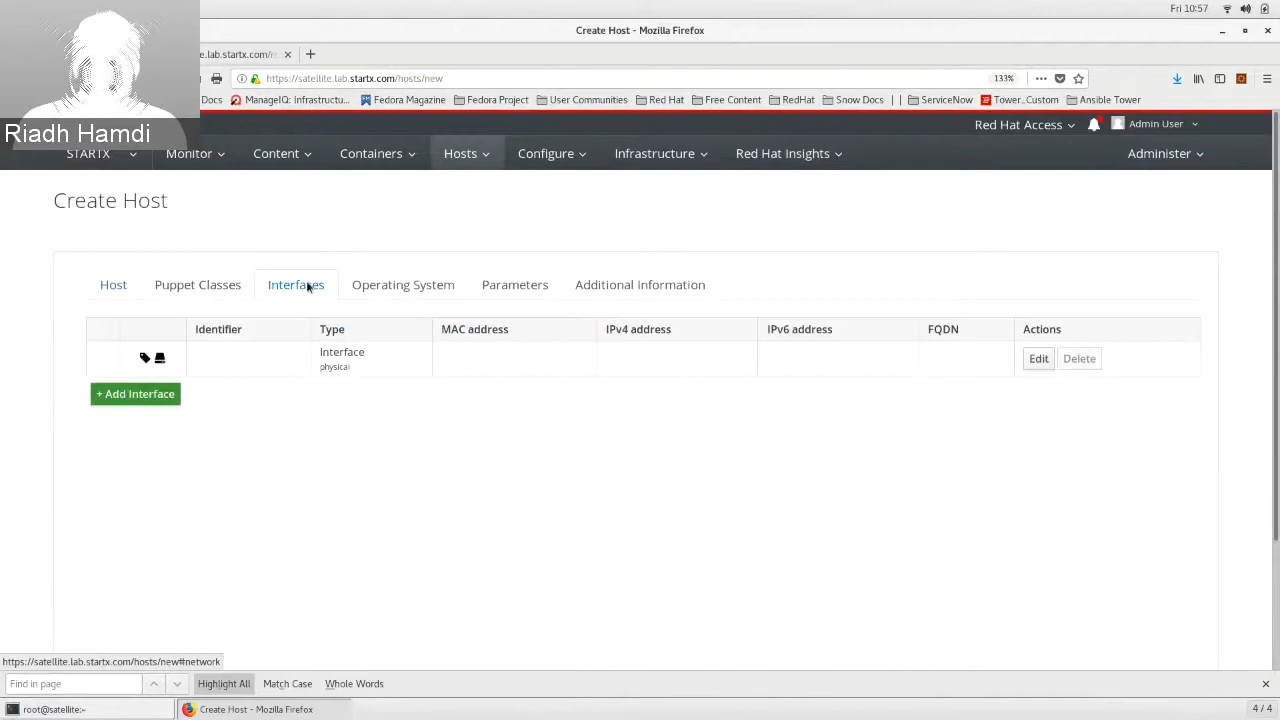 Fri 10:57
Create Host - Mozilla Firefox
e.lab.startx.com/
https://satellite.lab.startx.com/hosts/new
133%
Docs
ManageIQ: Infrastructu...
Fedora Magazine
Fedora Project
User Communities
Red Hat
Free Content
RedHat
Snow Docs
| |
ServiceNow
Tower_Custom
Ansible Tower
Riadh Hamdi
Red Hat Access
Admin User
STARTX
Monitor
Content
Containers
Hosts
Configure
Infrastructure
Red Hat Insights
Administer
Create Host
Host
Puppet Classes
Interfaces
Operating System
Parameters
Additional Information
Identifier
Type
MAC address
IPv4 address
IPv6 address
FQDN
Actions
Interface
physical
Edit
Delete
+ Add Interface
https://satellite.lab.startx.com/hosts/new#network
Find in page
Highlight All
Match Case
Whole Words
root@satellite:~
Create Host - Mozilla Firefox
4 / 4